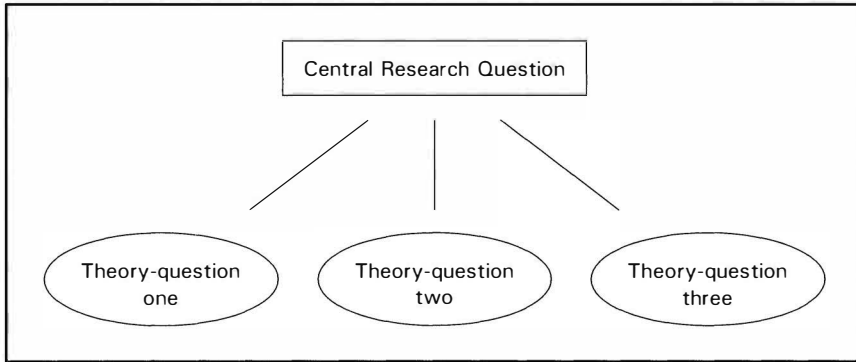 Central Research Question
Theory-question
one
Theory-question
two
Theory-question
three